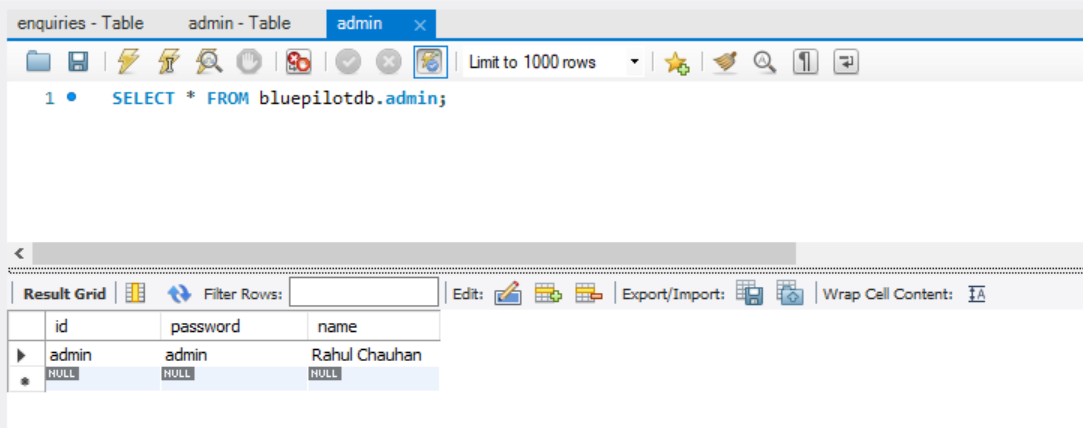 enquiries - Table admin - Table admin
Limit to 1000 rows
1 SELECT * FROM bluepilotdb.admin;
Result Grid Filter Rows: Edit: Export/Import: Wrap Cell Content: IA
id password name
admin admin Rahul Chauhan
NULL NULL NULL